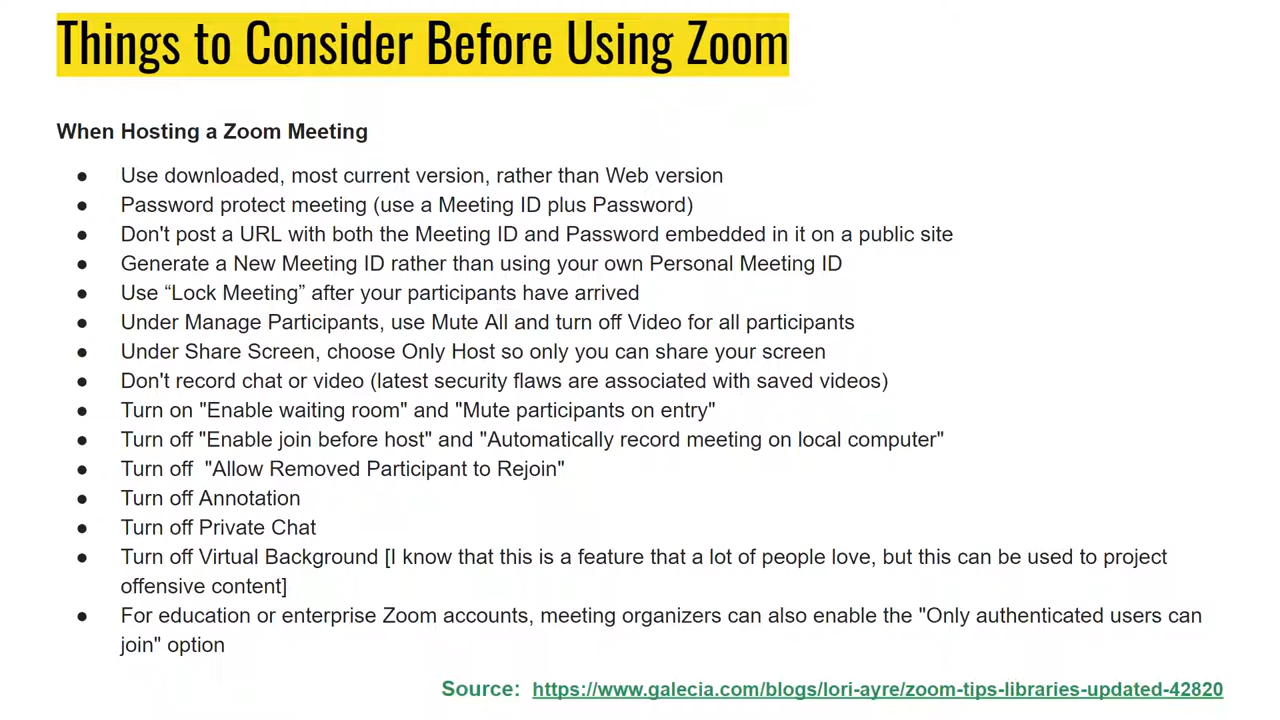 Things to Consider Before Using Zoom
When Hosting a Zoom Meeting
● Use downloaded, most current version, rather than Web version
● Password protect meeting (use a Meeting ID plus Password)
● Don't post a URL with both the Meeting ID and Password embedded in it on a public site
● Generate a New Meeting ID rather than using your own Personal Meeting ID
● Use “Lock Meeting” after your participants have arrived
● Under Manage Participants, use Mute All and turn off Video for all participants
● Under Share Screen, choose Only Host so only you can share your screen
● Don't record chat or video (latest security flaws are associated with saved videos)
● Turn on "Enable waiting room" and "Mute participants on entry"
● Turn off "Enable join before host" and "Automatically record meeting on local computer"
● Turn off  "Allow Removed Participant to Rejoin"
● Turn off Annotation
● Turn off Private Chat
● Turn off Virtual Background [I know that this is a feature that a lot of people love, but this can be used to project
offensive content]
● For education or enterprise Zoom accounts, meeting organizers can also enable the "Only authenticated users can
join" option
Source: https://www.galecia.com/blogs/lori-ayre/zoom-tips-libraries-updated-42820